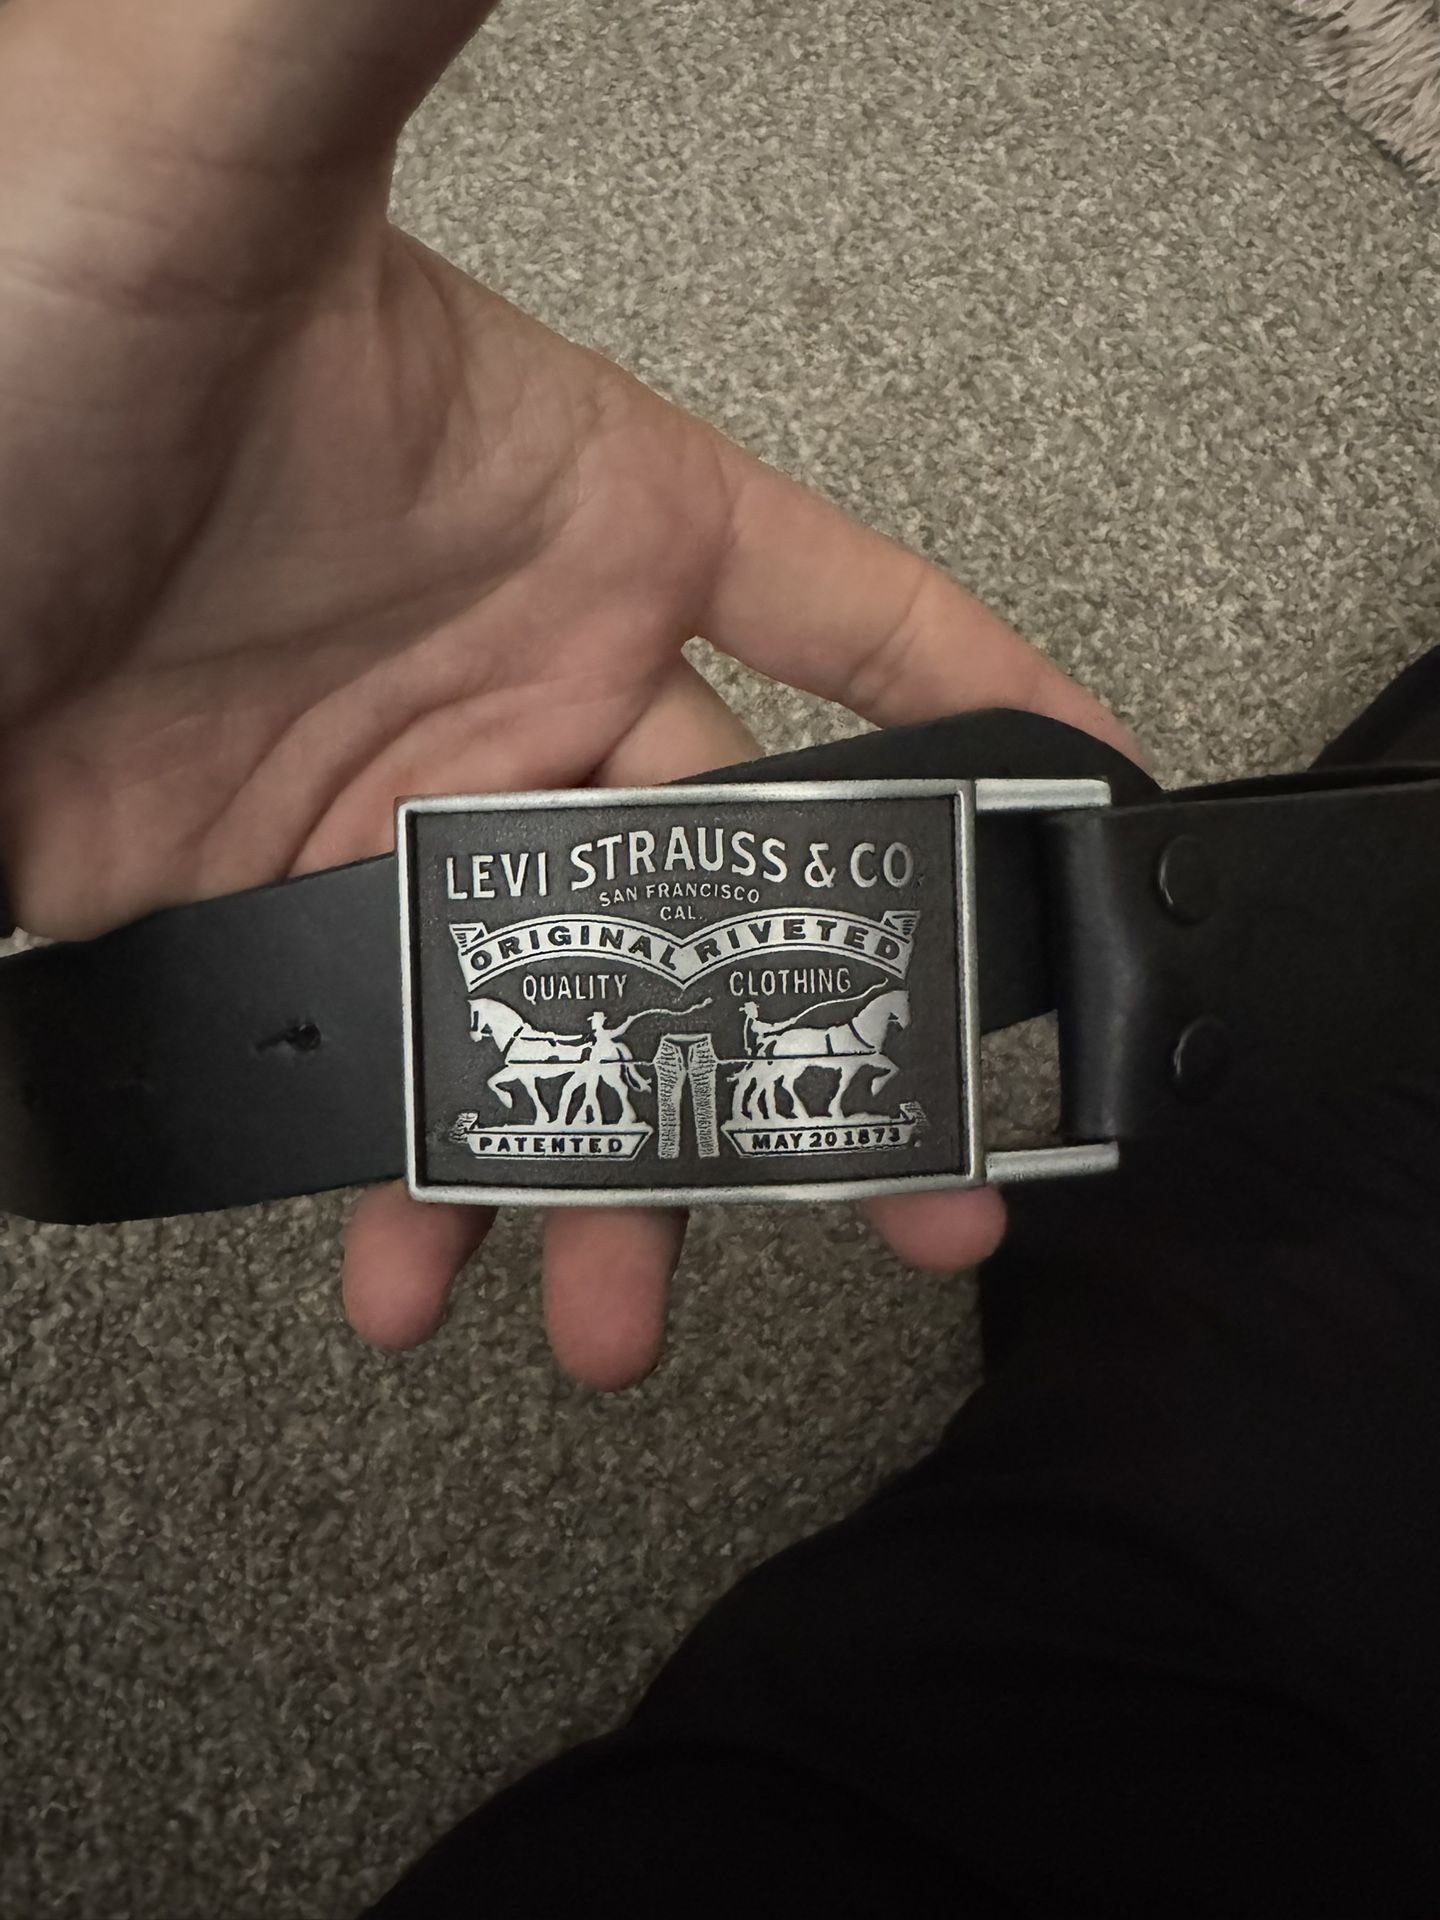 LEVI STRAUSS & CO.
SAN FRANCISCO
CAL.
ORIGINAL RIVETED
QUALITY CLOTHING
PATENTED MAY 20 1873